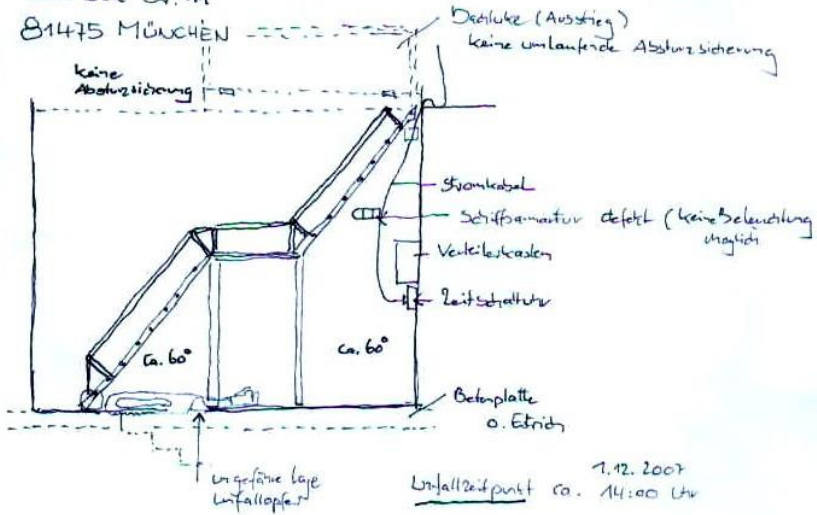 81475 MÜNCHEN
Dachluke (Ausstieg)
keine umlaufende Absturzsicherung
keine
Absturzsicherung
Stromkabel
Schiffsarmatur defekt (keine Beleuchtung
möglich
Verteilerkasten
Zeitschaltuhr
Ca. 60°
Ca. 60°
Betonplatte
o. Estrich
ungefähre Lage
Unfallopfer
1.12.2007
Unfallzeitpunkt ca. 14:00 Uhr